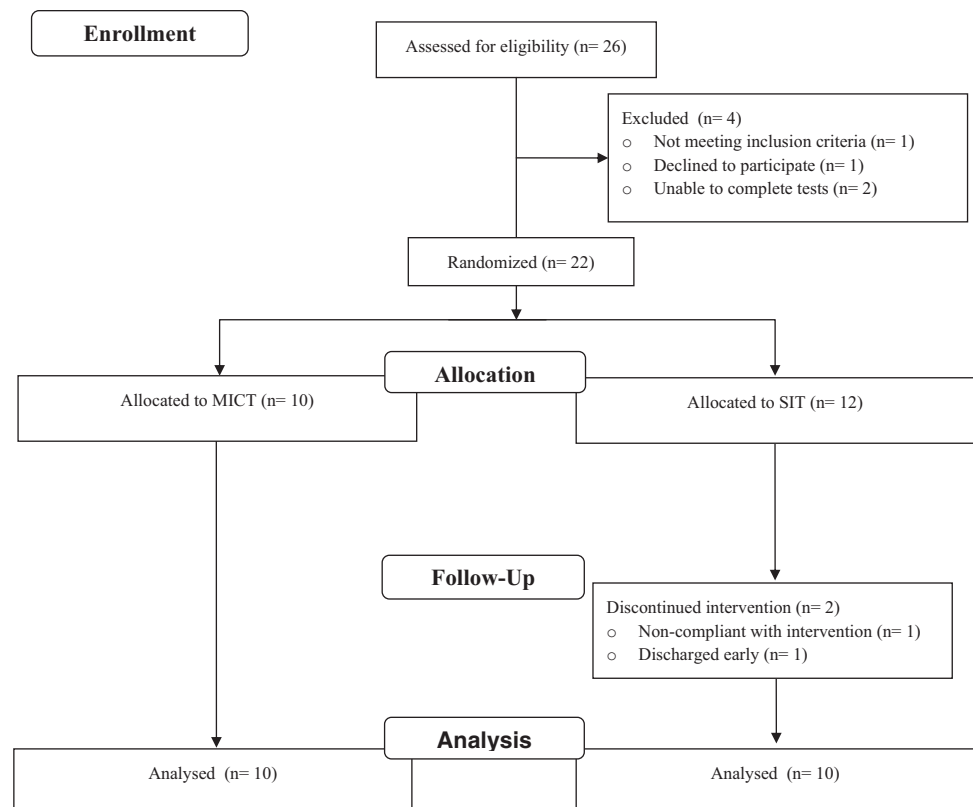 Enrollment
Assessed for eligibility (n= 26)
Excluded (n= 4)
o Not meeting inclusion criteria (n= 1)
o Declined to participate (n= 1)
o Unable to complete tests (n= 2)
Randomized (n= 22)
Allocation
Allocated to MICT (n= 10)
Allocated to SIT (n= 12)
Follow-Up
Discontinued intervention (n= 2)
o Non-compliant with intervention (n= 1)
o Discharged early (n= 1)
Analysis
Analysed (n= 10)
Analysed (n= 10)